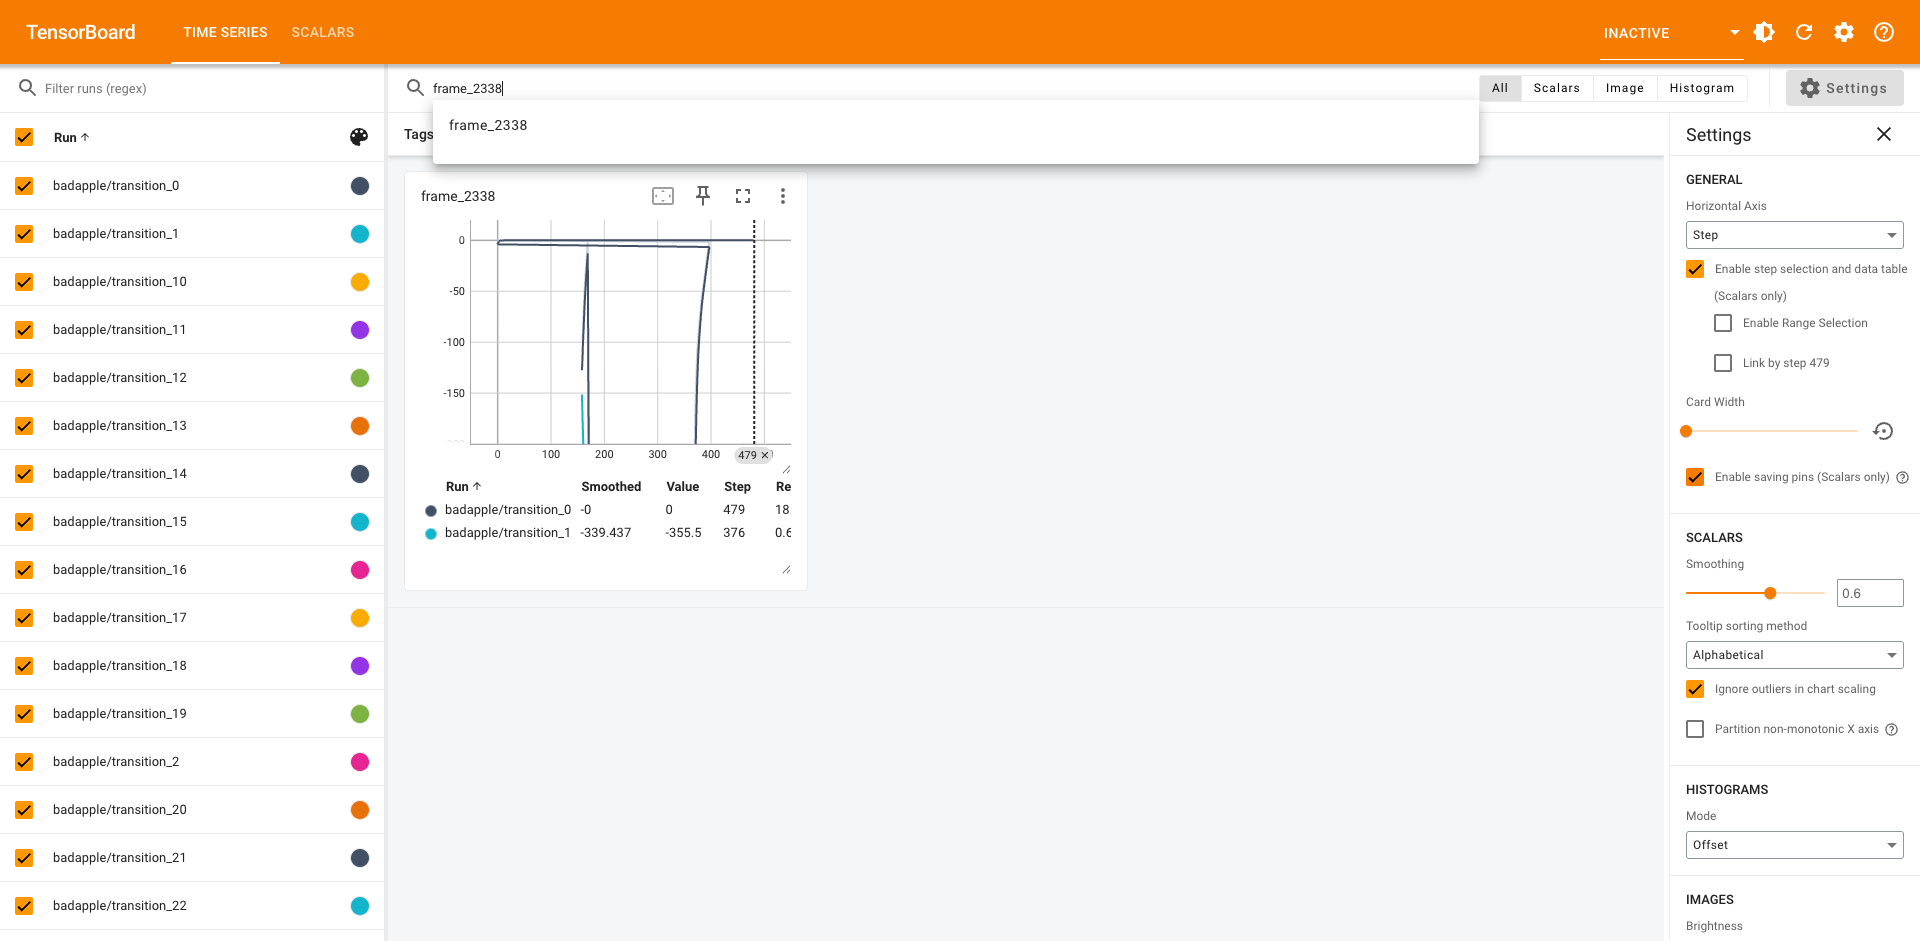 TensorBoard
TIME SERIES
SCALARS
INACTIVE
Filter runs (regex)
frame_2338
All
Scalars
Image
Histogram
Settings
frame_2338
Tags
Run
badapple/transition_0
badapple/transition_1
badapple/transition_10
badapple/transition_11
badapple/transition_12
badapple/transition_13
badapple/transition_14
badapple/transition_15
badapple/transition_16
badapple/transition_17
badapple/transition_18
badapple/transition_19
badapple/transition_2
badapple/transition_20
badapple/transition_21
badapple/transition_22
frame_2338
0
-50
-100
-150
0 100 200 300 400
479
Run Smoothed Value Step Re
badapple/transition_0 -0 0 479 18.
badapple/transition_1 -339.437 -355.5 376 0.6
Settings
GENERAL
Horizontal Axis
Step
Enable step selection and data table
(Scalars only)
Enable Range Selection
Link by step 479
Card Width
Enable saving pins (Scalars only)
SCALARS
Smoothing
0.6
Tooltip sorting method
Alphabetical
Ignore outliers in chart scaling
Partition non-monotonic X axis
HISTOGRAMS
Mode
Offset
IMAGES
Brightness